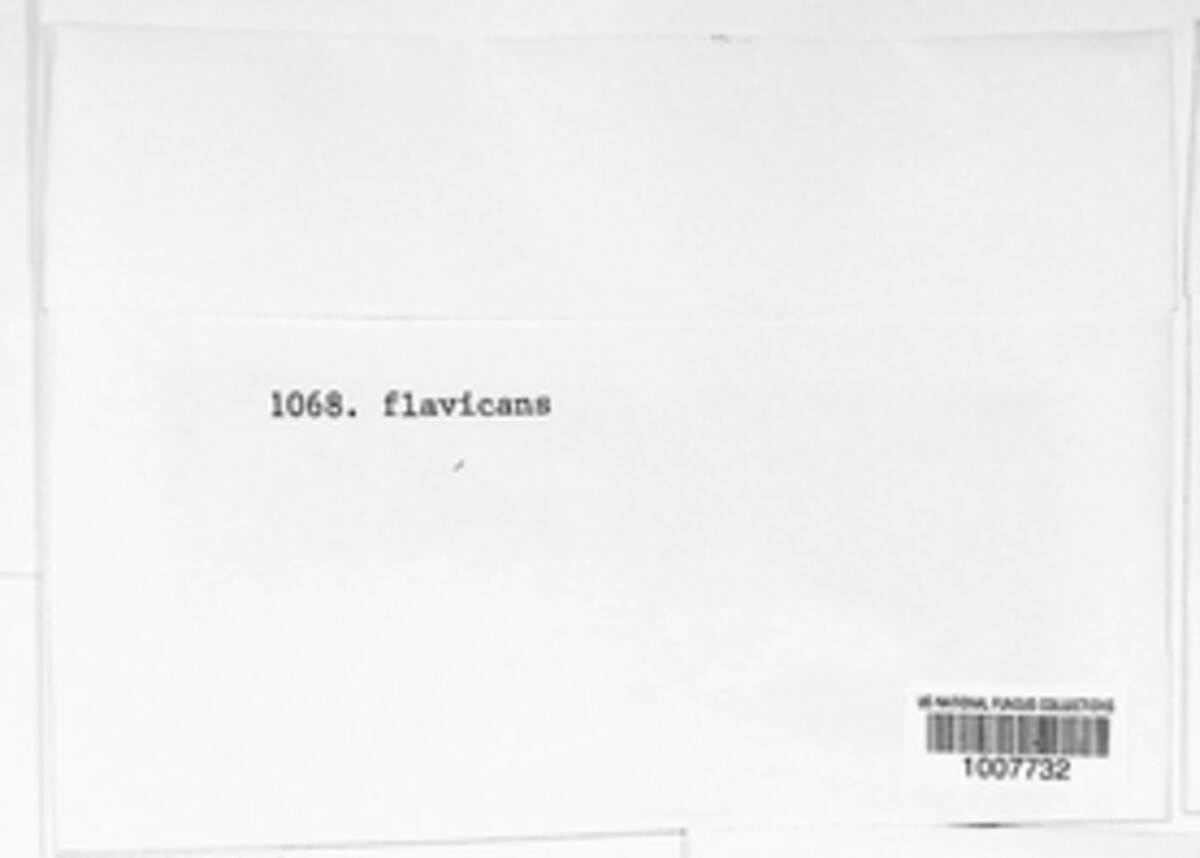 1068. flavicans
US NATIONAL FUNGUS COLLECTIONS
1007732